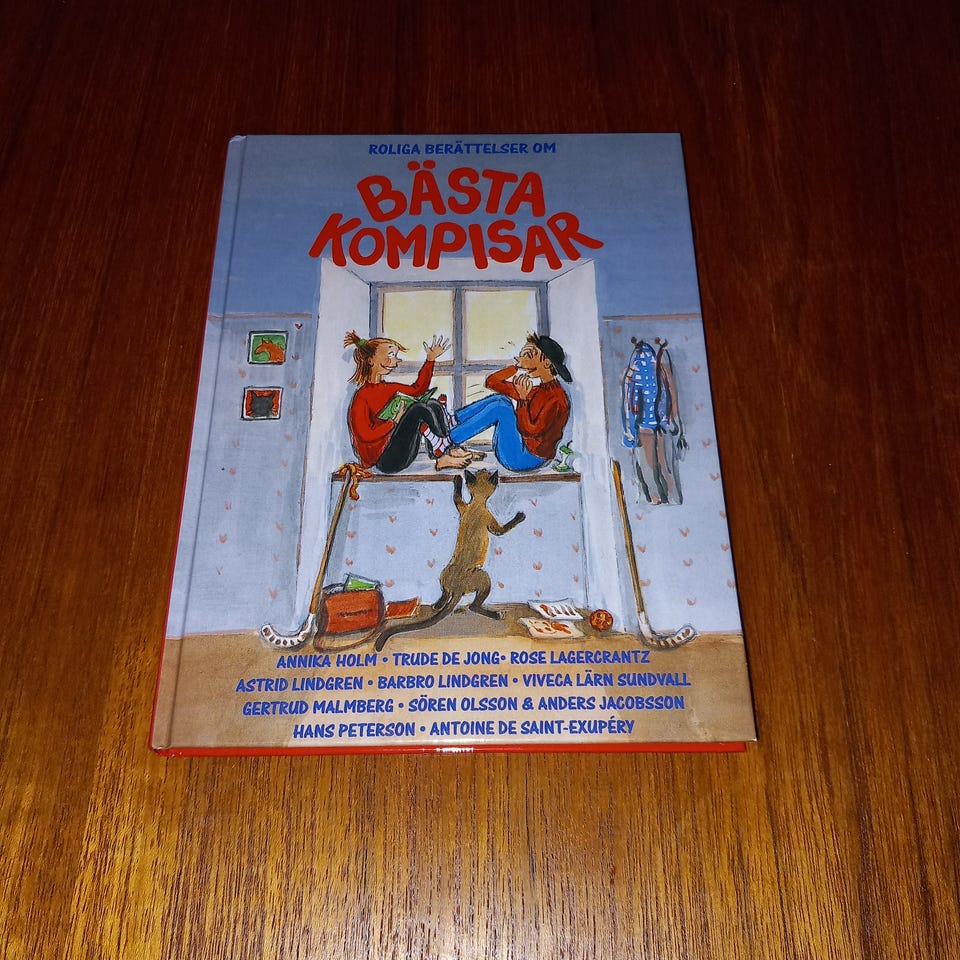 ROLIGA BERÄTTELSER OM
BÄSTA
KOMPISAR
ANNIKA HOLM • TRUDE DE JONG • ROSE LAGERCRANTZ
ASTRID LINDGREN • BARBRO LINDGREN • VIVECA LÄRN SUNDVALL
GERTRUD MALMBERG • SÖREN OLSSON & ANDERS JACOBSSON
HANS PETERSON • ANTOINE DE SAINT-EXUPÉRY